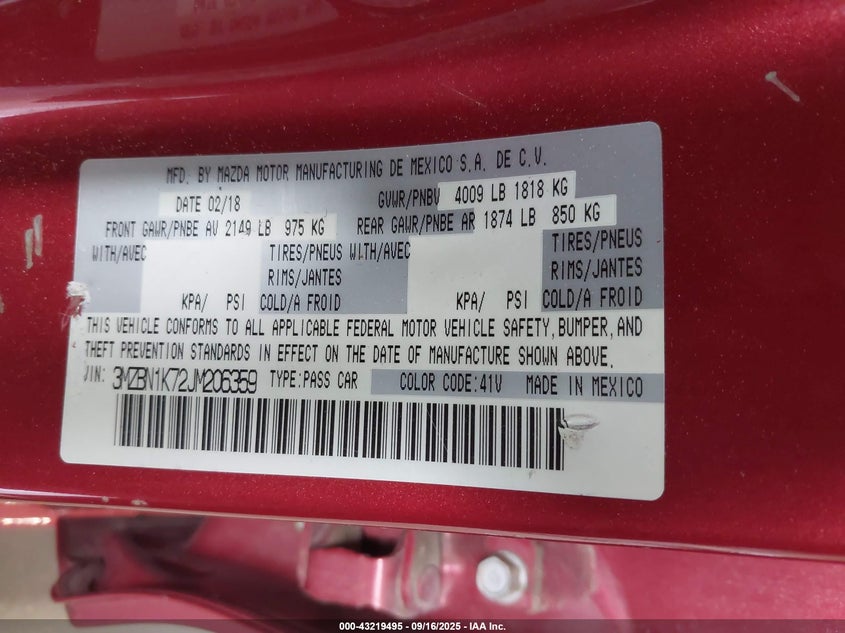 MFD. BY MAZDA MOTOR MANUFACTURING DE MEXICO S.A. DE C.V.
DATE 02/18 GVWR/PNBV 4009 LB 1818 KG
FRONT GAWR/PNBE AV 2149 LB 975 KG REAR GAWR/PNBE AR 1874 LB 850 KG
WITH/AVEC TIRES/PNEUS WITH/AVEC TIRES/PNEUS
RIMS/JANTES RIMS/JANTES
KPA/ PSI COLD/A FROID KPA/ PSI COLD/A FROID
THIS VEHICLE CONFORMS TO ALL APPLICABLE FEDERAL MOTOR VEHICLE SAFETY, BUMPER, AND
THEFT PREVENTION STANDARDS IN EFFECT ON THE DATE OF MANUFACTURE SHOWN ABOVE.
VIN: 3MZBN1K72JM206359 TYPE:PASS CAR COLOR CODE:41V MADE IN MEXICO
000-43219495 - 09/16/2025 - IAA Inc.